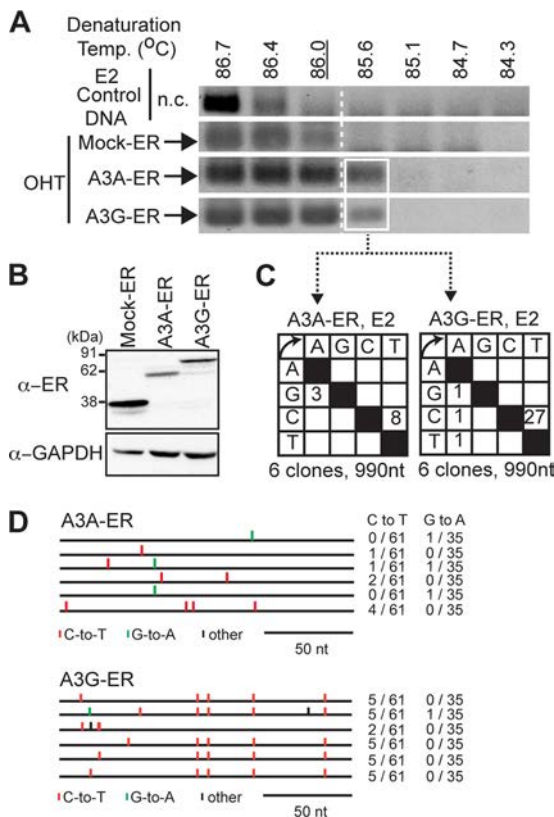 A
Denaturation
Temp. (°C)
86.7 86.4 86.0 85.6 85.1 84.7 84.3
E2
Control
DNA
n.c.
OHT
Mock-ER
A3A-ER
A3G-ER
B
Mock-ER A3A-ER A3G-ER
(kDa)
91
62
38
α-ER
α-GAPDH
C
A3A-ER, E2
A G C T
A
G 3
C 8
T
6 clones, 990nt
A3G-ER, E2
A G C T
A
G 1
C 1 27
T 1
6 clones, 990nt
D
A3A-ER
C to T G to A
0 / 61 1 / 35
1 / 61 0 / 35
1 / 61 1 / 35
2 / 61 0 / 35
0 / 61 1 / 35
4 / 61 0 / 35
C-to-T G-to-A other
50 nt
A3G-ER
5 / 61 0 / 35
5 / 61 1 / 35
2 / 61 0 / 35
5 / 61 0 / 35
5 / 61 0 / 35
5 / 61 0 / 35
C-to-T G-to-A other
50 nt